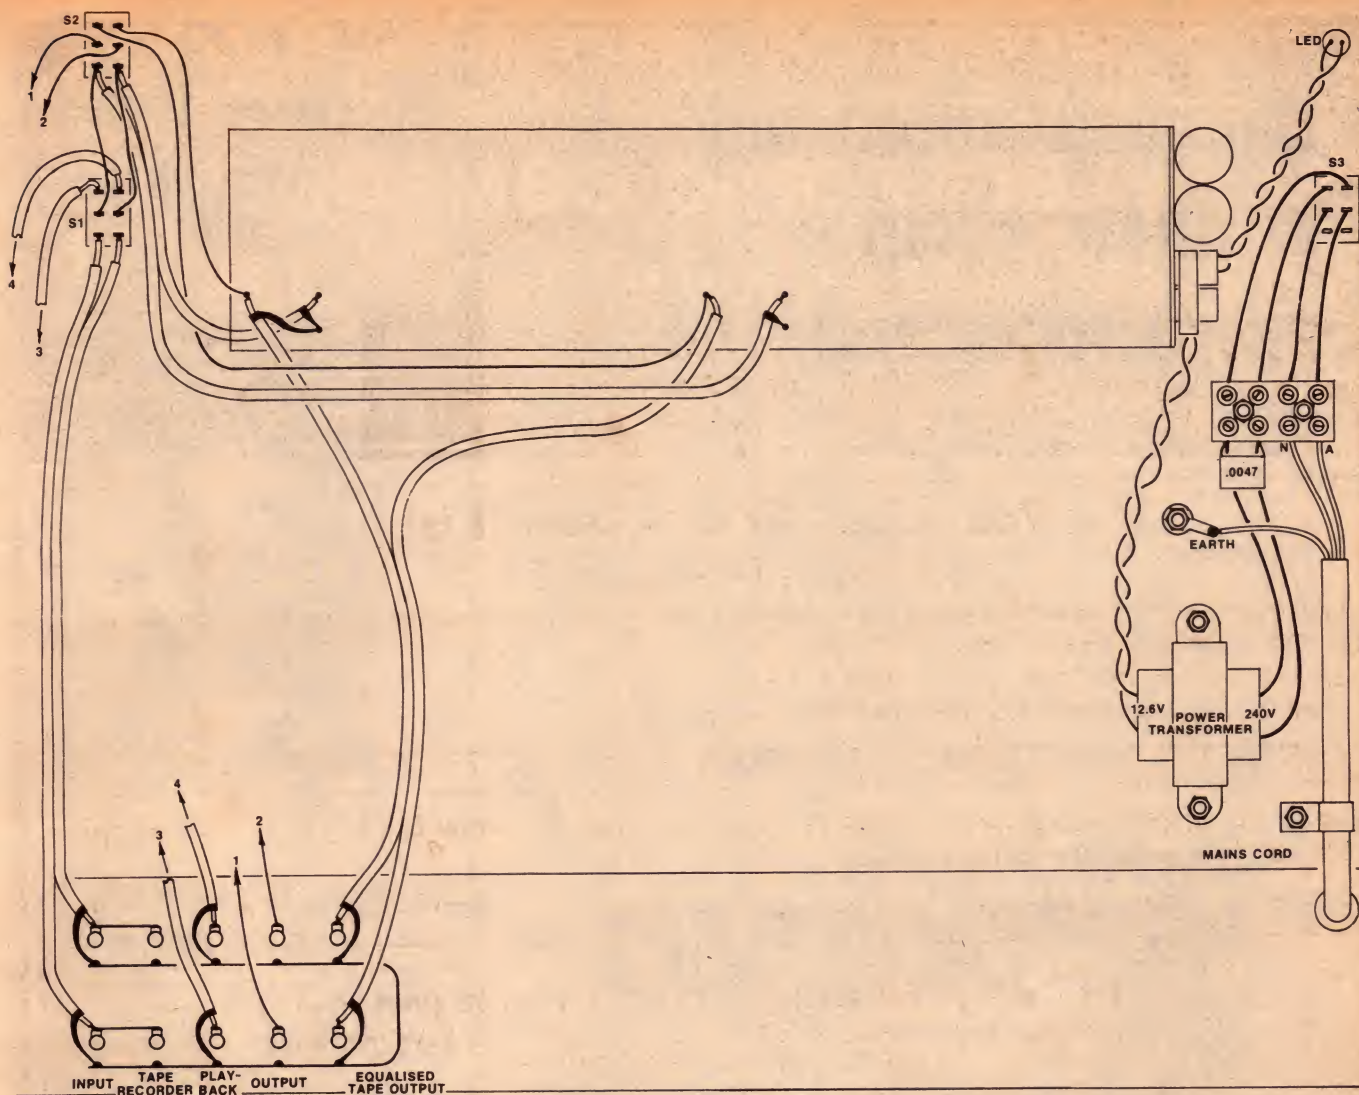 S2
LED
1
2
S3
S1
4
3
.0047
N
A
EARTH
12.6V
POWER
TRANSFORMER
240V
4
3
2
1
MAINS CORD
INPUT
TAPE
RECORDER
PLAY-
BACK
OUTPUT
EQUALISED
TAPE OUTPUT